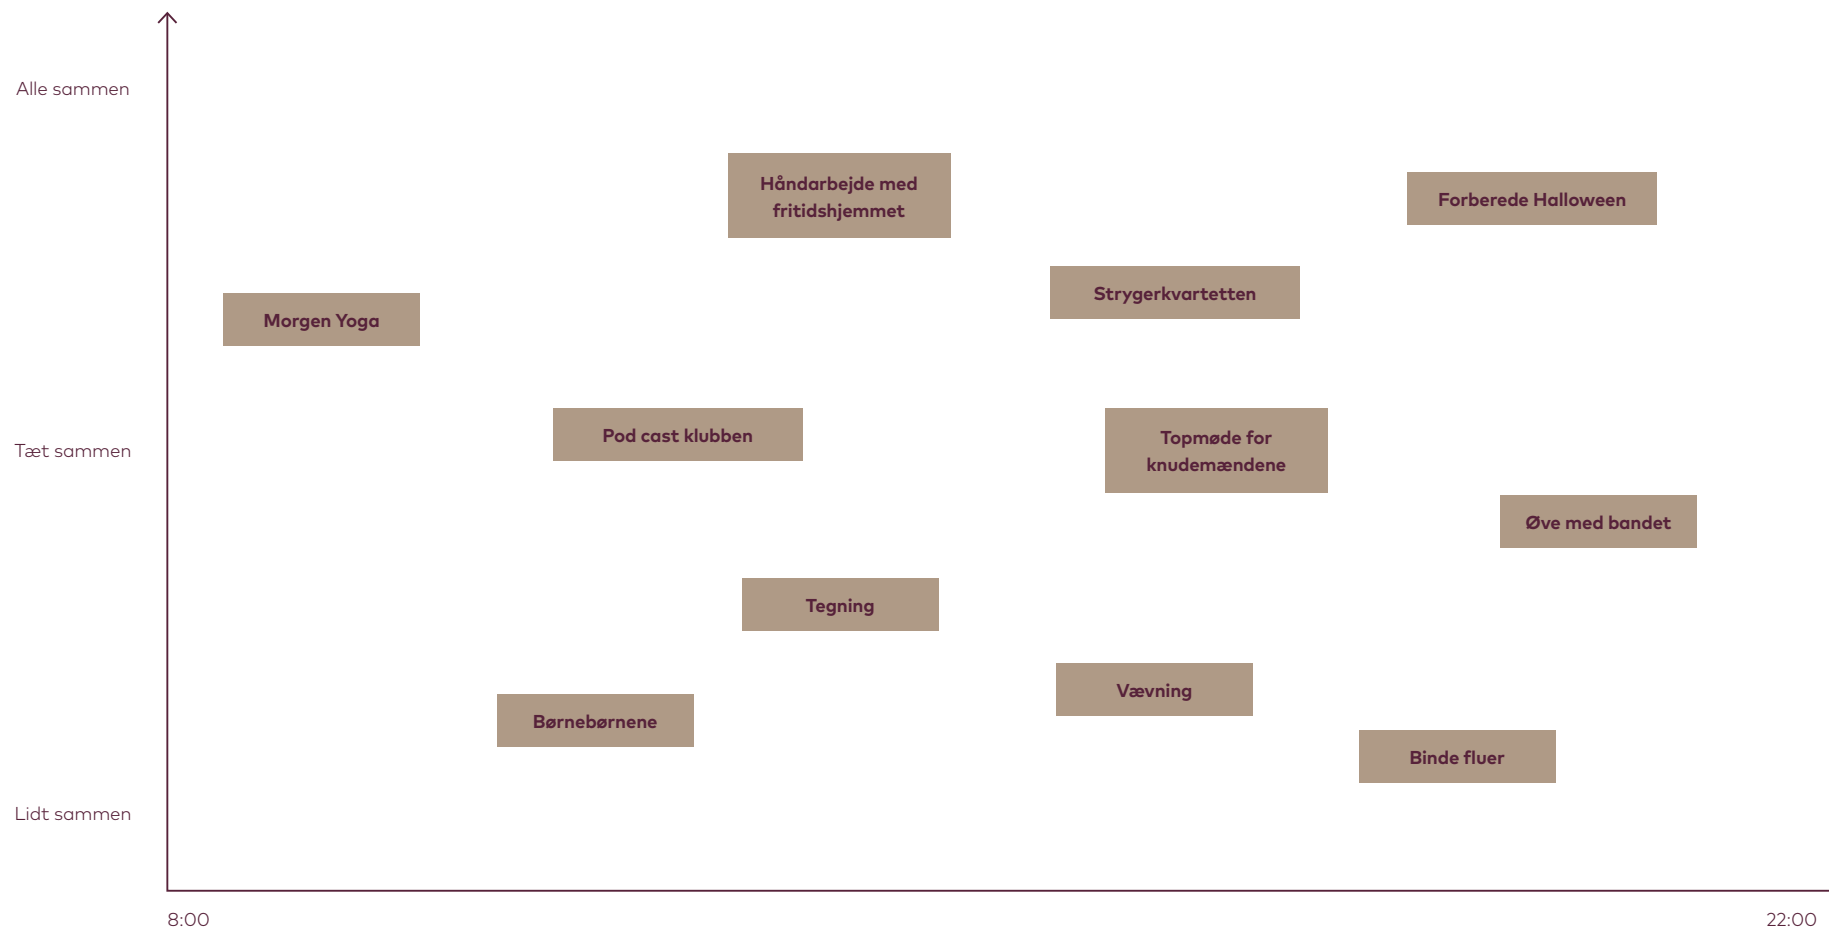 Alle sammen
Håndarbejde med
fritidshjemmet
Forberede Halloween
Strygerkvartetten
Morgen Yoga
Pod cast klubben
Topmøde for
knudemændene
Tæt sammen
Øve med bandet
Tegning
Vævning
Børnebørnene
Binde fluer
Lidt sammen
8:00
22:00